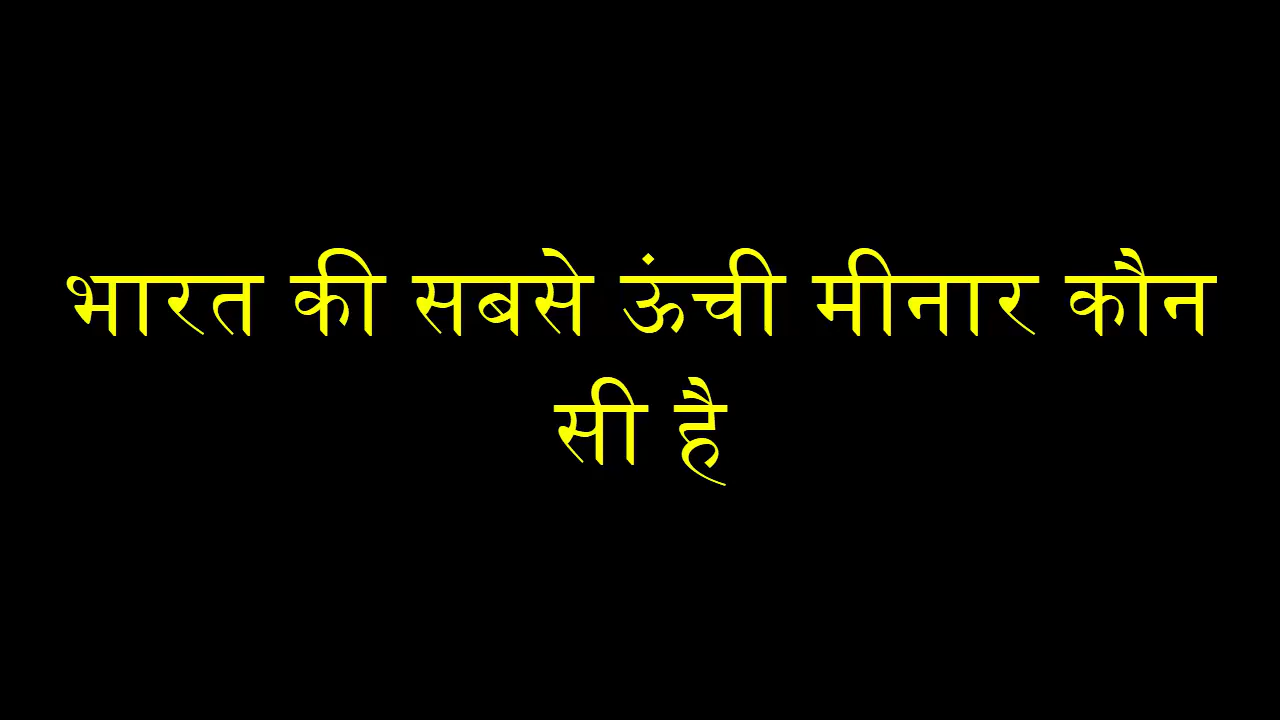 भारत की सबसे ऊंची मीनार कौन
सी है